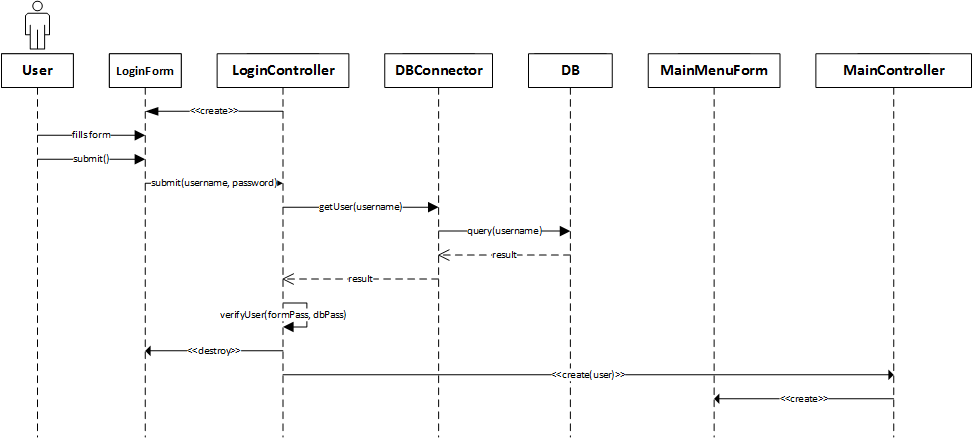 User LoginForm LoginController DBConnector DB MainMenuForm MainController
<<create>>
fills form
submit()
submit(username, password)
getUser(username)
query(username)
result
result
verifyUser(formPass, dbPass)
<<destroy>>
<<create(user)>>
<<create>>